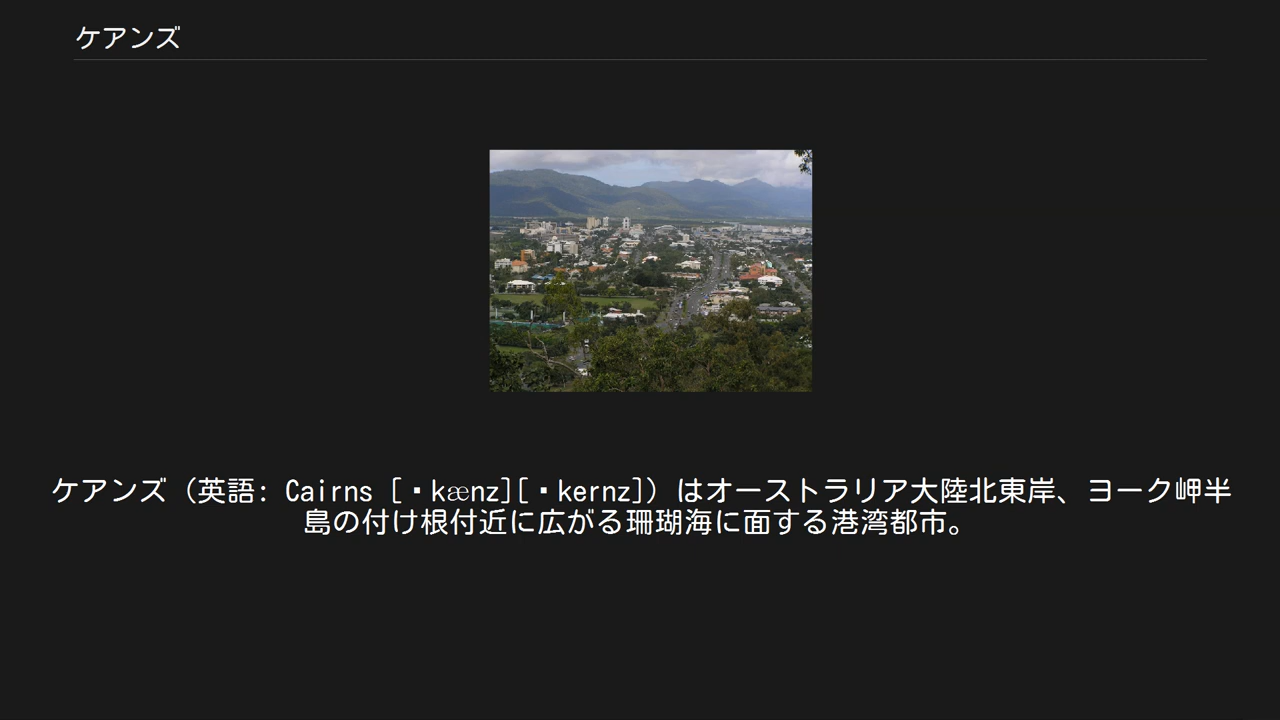 ケアンズ
ケアンズ（英語: Cairns [▪kænz][▪kernz]）はオーストラリア大陸北東岸、ヨーク岬半
島の付け根付近に広がる珊瑚海に面する港湾都市。